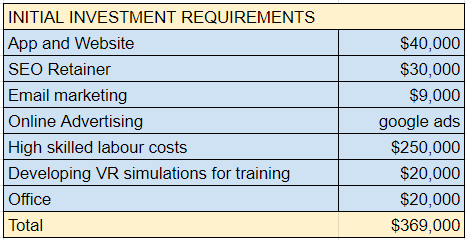 INITIAL INVESTMENT REQUIREMENTS
App and Website $40,000
SEO Retainer $30,000
Email marketing $9,000
Online Advertising google ads
High skilled labour costs $250,000
Developing VR simulations for training $20,000
Office $20,000
Total $369,000